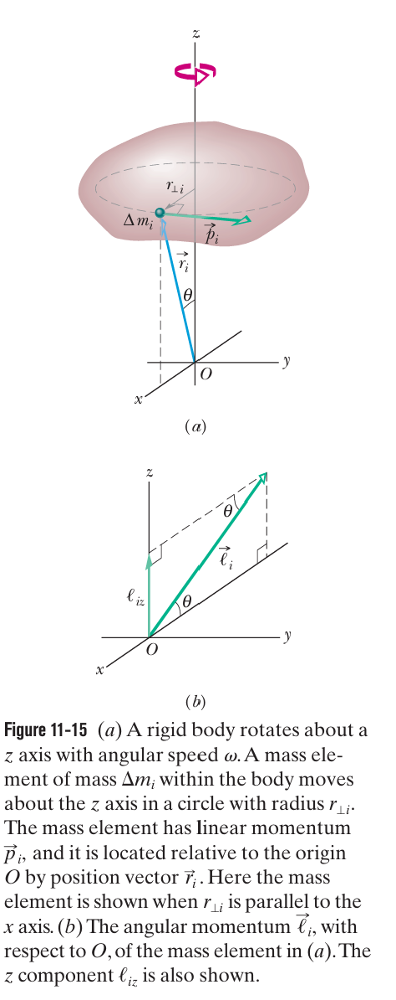 z
r⊥i
Δmᵢ
p⃗ᵢ
r⃗ᵢ
θ
y
O
x
(a)
z
θ
ℓ⃗ᵢ
ℓiz
θ
y
O
x
(b)
Figure 11-15 (a) A rigid body rotates about a
z axis with angular speed ω. A mass ele-
ment of mass Δmᵢ within the body moves
about the z axis in a circle with radius r⊥i.
The mass element has linear momentum
p⃗ᵢ, and it is located relative to the origin
O by position vector r⃗ᵢ. Here the mass
element is shown when r⊥i is parallel to the
x axis. (b) The angular momentum ℓ⃗ᵢ, with
respect to O, of the mass element in (a). The
z component ℓiz is also shown.